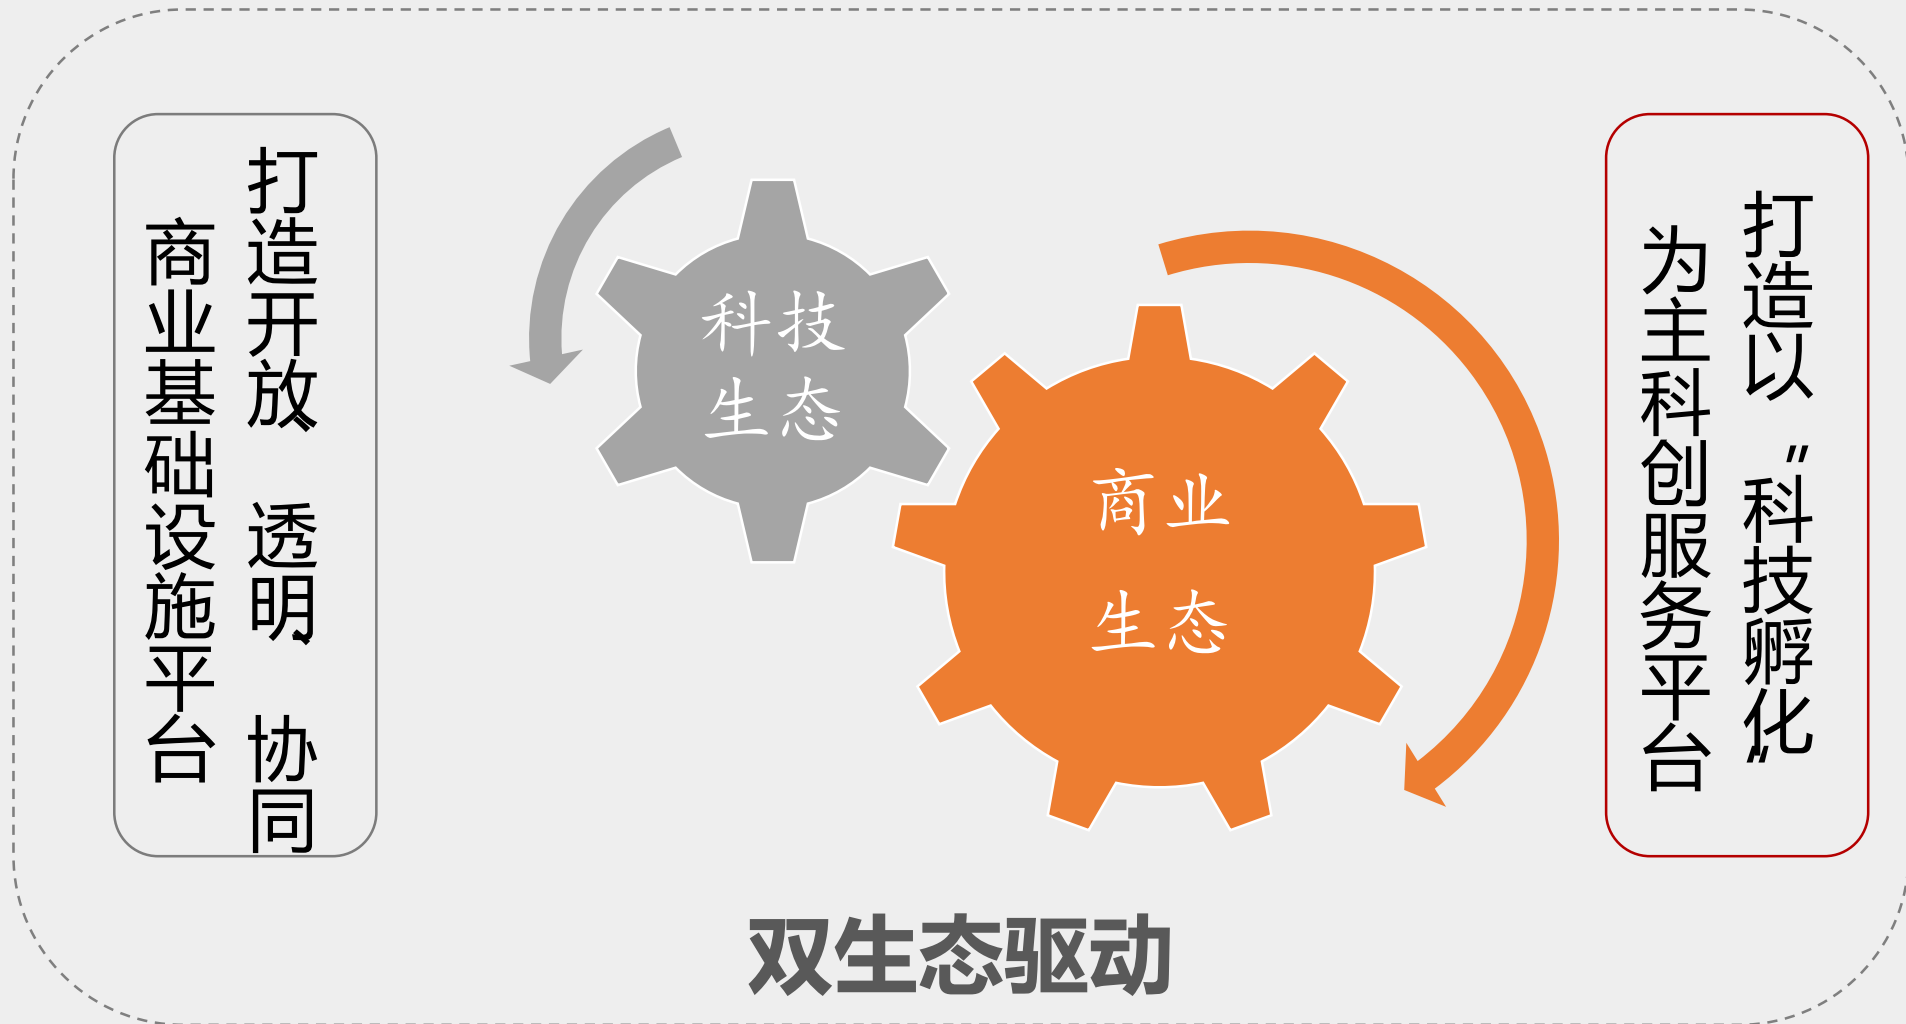 打造开放、透明、协同
商业基础设施平台
科技
生态
商业
生态
打造以“科技孵化”
为主科创服务平台
双生态驱动